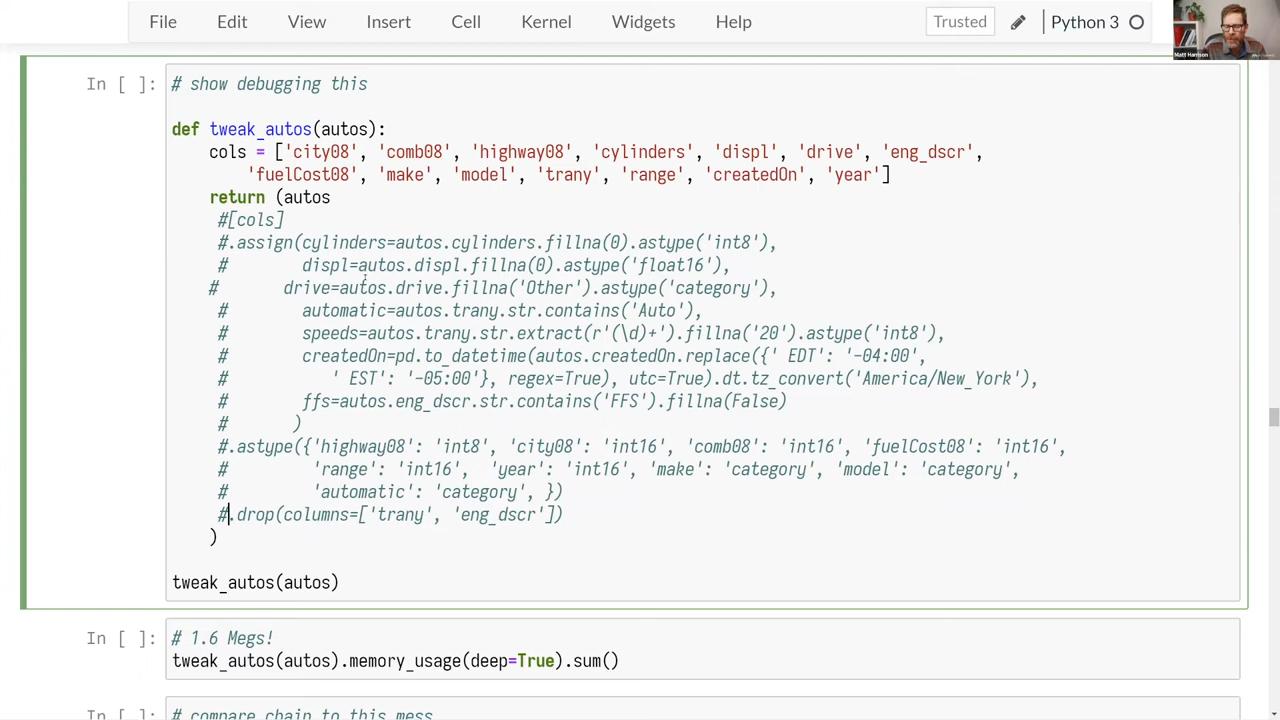 File Edit View Insert Cell Kernel Widgets Help Trusted Python 3
Matt Harrison
In [ ]: # show debugging this
def tweak_autos(autos):
    cols = ['city08', 'comb08', 'highway08', 'cylinders', 'displ', 'drive', 'eng_dscr',
        'fuelCost08', 'make', 'model', 'trany', 'range', 'createdOn', 'year']
    return (autos
     #[cols]
     #.assign(cylinders=autos.cylinders.fillna(0).astype('int8'),
     #        displ=autos.displ.fillna(0).astype('float16'),
    #       drive=autos.drive.fillna('Other').astype('category'),
     #        automatic=autos.trany.str.contains('Auto'),
     #        speeds=autos.trany.str.extract(r'(\d)+').fillna('20').astype('int8'),
     #        createdOn=pd.to_datetime(autos.createdOn.replace({' EDT': '-04:00',
     #           ' EST': '-05:00'}, regex=True), utc=True).dt.tz_convert('America/New_York'),
     #        ffs=autos.eng_dscr.str.contains('FFS').fillna(False)
     #       )
     #.astype({'highway08': 'int8', 'city08': 'int16', 'comb08': 'int16', 'fuelCost08': 'int16',
     #         'range': 'int16',  'year': 'int16', 'make': 'category', 'model': 'category',
     #         'automatic': 'category', })
     #.drop(columns=['trany', 'eng_dscr'])
    )
tweak_autos(autos)
In [ ]: # 1.6 Megs!
tweak_autos(autos).memory_usage(deep=True).sum()
In [ ]: # compare chain to this mess